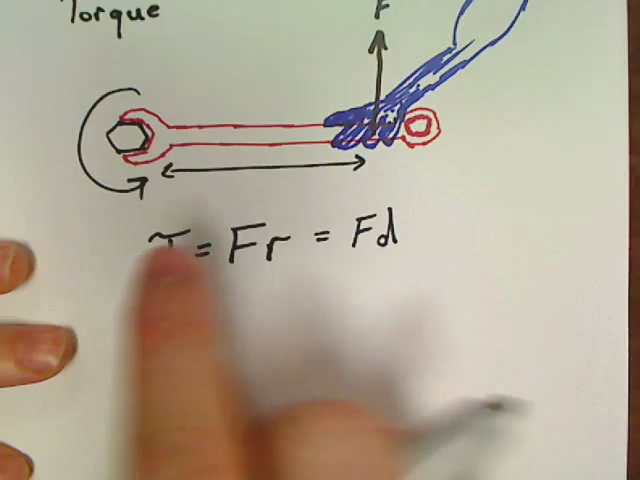 Torque
F
τ = Fr = Fd